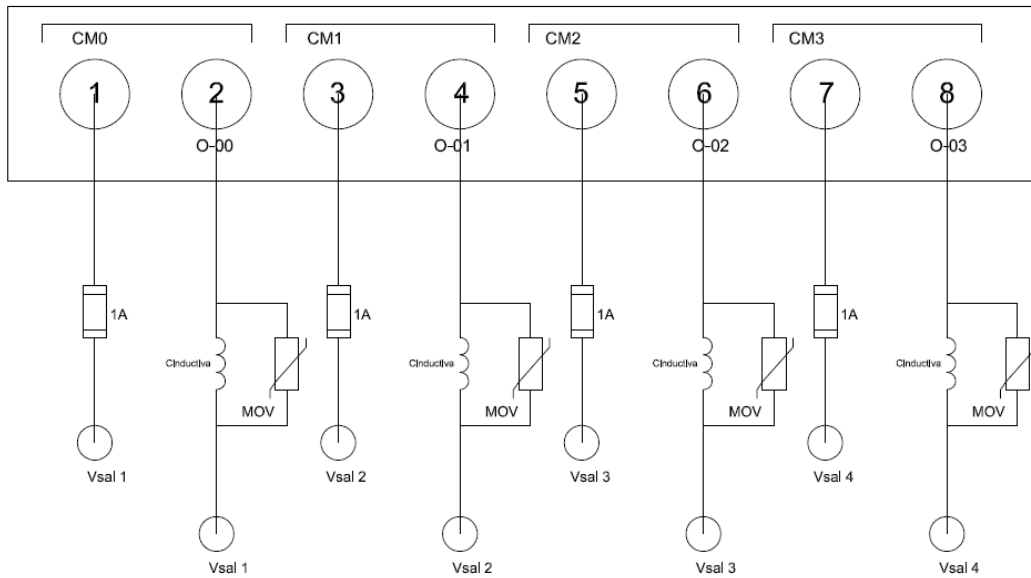 CM0 CM1 CM2 CM3
1 2 3 4 5 6 7 8
O-00 O-01 O-02 O-03
1A 1A 1A 1A
Cinductiva Cinductiva Cinductiva Cinductiva
MOV MOV MOV MOV
Vsal 1 Vsal 2 Vsal 3 Vsal 4
Vsal 1 Vsal 2 Vsal 3 Vsal 4